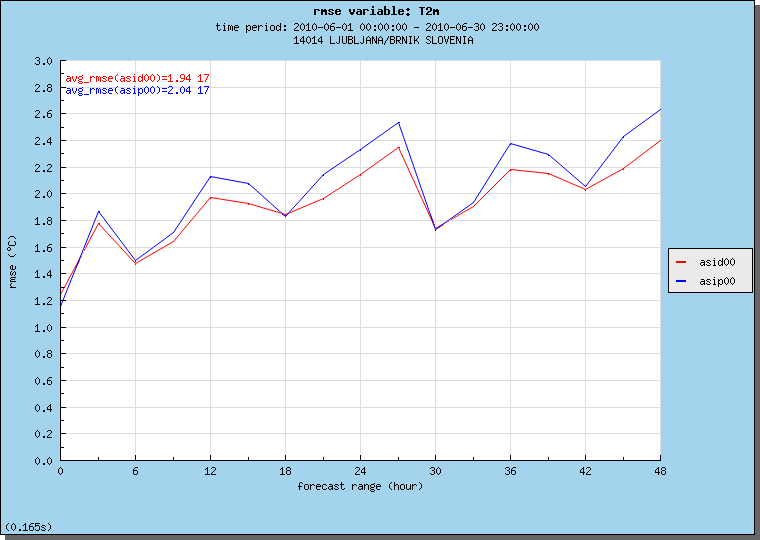 rmse variable: T2m
time period: 2010-06-01 00:00:00 - 2010-06-30 23:00:00
14014 LJUBLJANA/BRNIK SLOVENIA
avg_rmse(asid00)=1.94 17
avg_rmse(asip00)=2.04 17
3.0
2.8
2.6
2.4
2.2
2.0
1.8
1.6
1.4
1.2
1.0
0.8
0.6
0.4
0.2
0.0
rmse (°C)
0 6 12 18 24 30 36 42 48
forecast range (hour)
asid00
asip00
(0.165s)